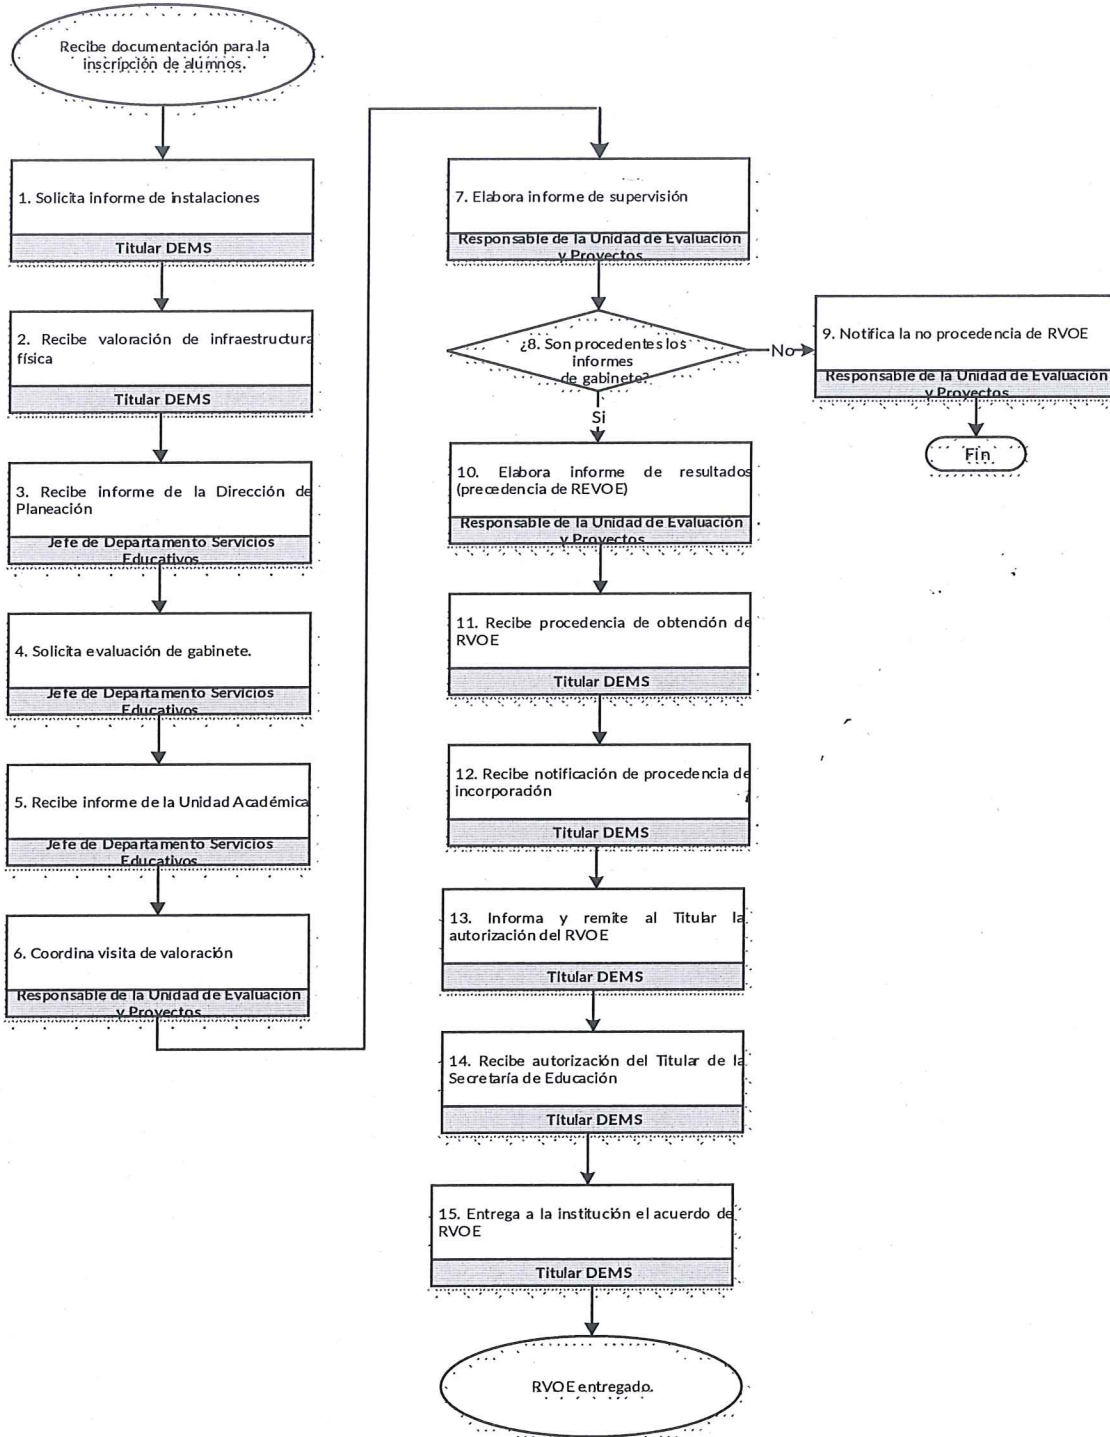 Recibe documentación para la
inscripción de alumnos.
1. Solicita informe de instalaciones
Titular DEMS
2. Recibe valoración de infraestructura
física
Titular DEMS
3. Recibe informe de la Dirección de
Planeación
Jefe de Departamento Servicios
Educativos
4. Solicita evaluación de gabinete.
Jefe de Departamento Servicios
Educativos
5. Recibe informe de la Unidad Académica
Jefe de Departamento Servicios
Educativos
6. Coordina visita de valoración
Responsable de la Unidad de Evaluación
y Proyectos
7. Elabora informe de supervisión
Responsable de la Unidad de Evaluación
y Proyectos
¿8. Son procedentes los
informes
de gabinete?
No
9. Notifica la no procedencia de RVOE
Responsable de la Unidad de Evaluación
y Proyectos
Fin
Si
10. Elabora informe de resultados
(precedencia de REVOE)
Responsable de la Unidad de Evaluación
y Proyectos
11. Recibe procedencia de obtención de
RVOE
Titular DEMS
12. Recibe notificación de procedencia de
incorporación
Titular DEMS
13. Informa y remite al Titular la
autorización del RVOE
Titular DEMS
14. Recibe autorización del Titular de la
Secretaría de Educación
Titular DEMS
15. Entrega a la institución el acuerdo de
RVOE
Titular DEMS
RVOE entregado.